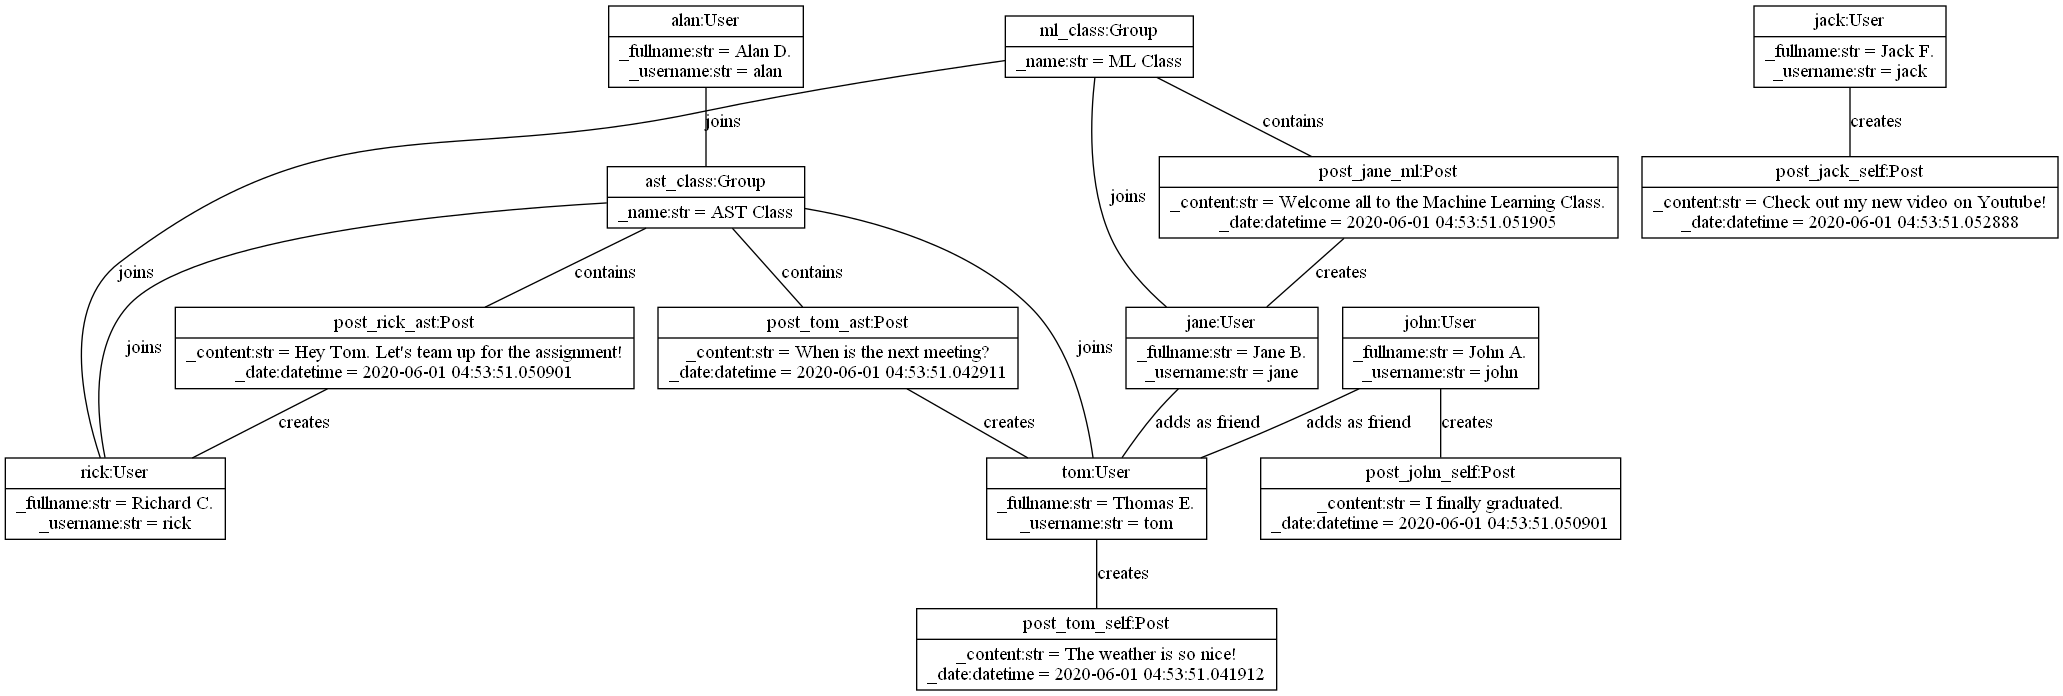 alan:User
_fullname:str = Alan D.
_username:str = alan
ml_class:Group
_name:str = ML Class
jack:User
_fullname:str = Jack F.
_username:str = jack
joins
contains
creates
ast_class:Group
_name:str = AST Class
joins
post_jane_ml:Post
_content:str = Welcome all to the Machine Learning Class.
_date:datetime = 2020-06-01 04:53:51.051905
post_jack_self:Post
_content:str = Check out my new video on Youtube!
_date:datetime = 2020-06-01 04:53:51.052888
joins
contains
contains
creates
joins
post_rick_ast:Post
_content:str = Hey Tom. Let's team up for the assignment!
_date:datetime = 2020-06-01 04:53:51.050901
post_tom_ast:Post
_content:str = When is the next meeting?
_date:datetime = 2020-06-01 04:53:51.042911
joins
jane:User
_fullname:str = Jane B.
_username:str = jane
john:User
_fullname:str = John A.
_username:str = john
creates
creates
adds as friend
adds as friend
creates
rick:User
_fullname:str = Richard C.
_username:str = rick
tom:User
_fullname:str = Thomas E.
_username:str = tom
post_john_self:Post
_content:str = I finally graduated.
_date:datetime = 2020-06-01 04:53:51.050901
creates
post_tom_self:Post
_content:str = The weather is so nice!
_date:datetime = 2020-06-01 04:53:51.041912